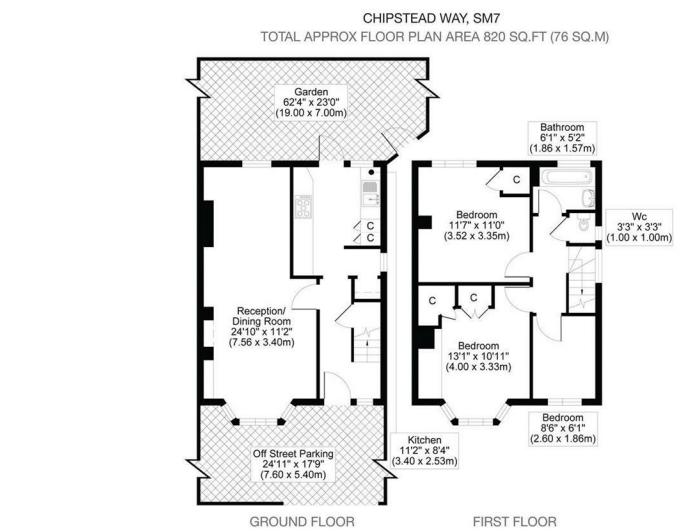 CHIPSTEAD WAY, SM7
TOTAL APPROX FLOOR PLAN AREA 820 SQ.FT (76 SQ.M)
Garden
62'4" x 23'0"
(19.00 x 7.00m)
Bathroom
6'1" x 5'2"
(1.86 x 1.57m)
C
C
C
Bedroom
11'7" x 11'0"
(3.52 x 3.35m)
Wc
3'3" x 3'3"
(1.00 x 1.00m)
C
C
Reception/
Dining Room
24'10" x 11'2"
(7.56 x 3.40m)
Bedroom
13'1" x 10'11"
(4.00 x 3.33m)
Bedroom
8'6" x 6'1"
(2.60 x 1.86m)
Kitchen
11'2" x 8'4"
(3.40 x 2.53m)
Off Street Parking
24'11" x 17'9"
(7.60 x 5.40m)
GROUND FLOOR
FIRST FLOOR